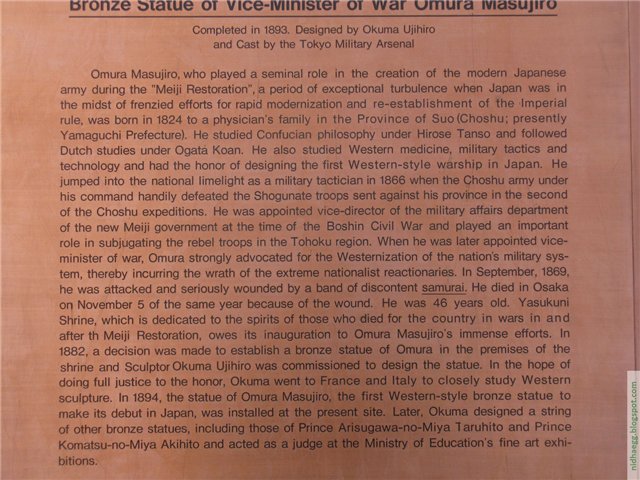 Bronze Statue of Vice-Minister of War Omura Masujiro
Completed in 1893. Designed by Okuma Ujihiro
and Cast by the Tokyo Military Arsenal
Omura Masujiro, who played a seminal role in the creation of the modern Japanese
army during the "Meiji Restoration", a period of exceptional turbulence when Japan was in
the midst of frenzied efforts for rapid modernization and re-establishment of the Imperial
rule, was born in 1824 to a physician's family in the Province of Suo (Choshu; presently
Yamaguchi Prefecture). He studied Confucian philosophy under Hirose Tanso and followed
Dutch studies under Ogata Koan. He also studied Western medicine, military tactics and
technology and had the honor of designing the first Western-style warship in Japan. He
jumped into the national limelight as a military tactician in 1866 when the Choshu army under
his command handily defeated the Shogunate troops sent against his province in the second
of the Choshu expeditions. He was appointed vice-director of the military affairs department
of the new Meiji government at the time of the Boshin Civil War and played an important
role in subjugating the rebel troops in the Tohoku region. When he was later appointed vice-
minister of war, Omura strongly advocated for the Westernization of the nation's military sys-
tem, thereby incurring the wrath of the extreme nationalist reactionaries. In September, 1869,
he was attacked and seriously wounded by a band of discontent samurai. He died in Osaka
on November 5 of the same year because of the wound. He was 46 years old. Yasukuni
Shrine, which is dedicated to the spirits of those who died for the country in wars in and
after th Meiji Restoration, owes its inauguration to Omura Masujiro's immense efforts. In
1882, a decision was made to establish a bronze statue of Omura in the premises of the
shrine and Sculptor Okuma Ujihiro was commissioned to design the statue. In the hope of
doing full justice to the honor, Okuma went to France and Italy to closely study Western
sculpture. In 1894, the statue of Omura Masujiro, the first Western-style bronze statue to
make its debut in Japan, was installed at the present site. Later, Okuma designed a string
of other bronze statues, including those of Prince Arisugawa-no-Miya Taruhito and Prince
Komatsu-no-Miya Akihito and acted as a judge at the Ministry of Education's fine art exhi-
bitions.
nidhaegg.blogspot.com